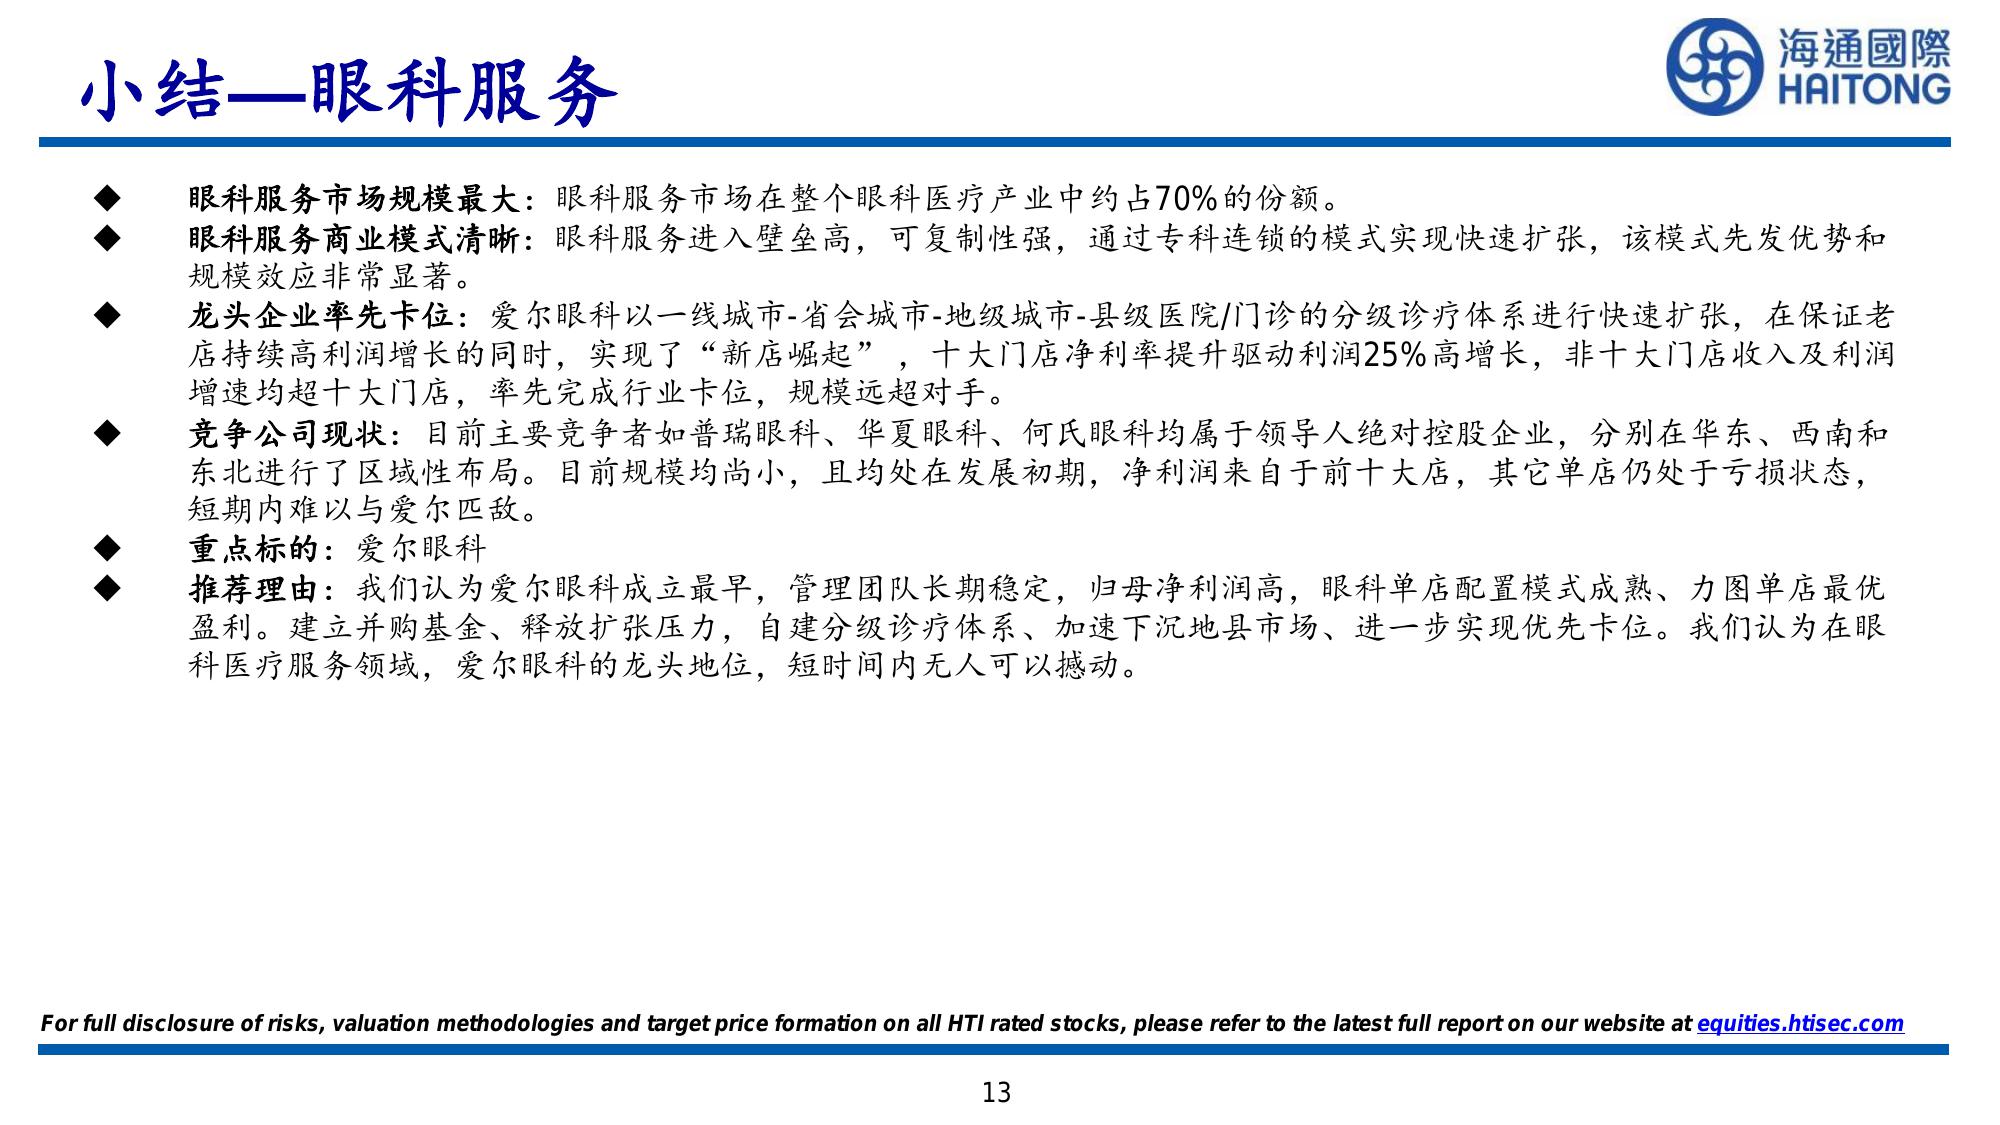 小结—眼科服务
海通國際
HAITONG
◆ 眼科服务市场规模最大：眼科服务市场在整个眼科医疗产业中约占70%的份额。
◆ 眼科服务商业模式清晰：眼科服务进入壁垒高，可复制性强，通过专科连锁的模式实现快速扩张，该模式先发优势和
规模效应非常显著。
◆ 龙头企业率先卡位：爱尔眼科以一线城市-省会城市-地级城市-县级医院/门诊的分级诊疗体系进行快速扩张，在保证老
店持续高利润增长的同时，实现了“新店崛起”，十大门店净利率提升驱动利润25%高增长，非十大门店收入及利润
增速均超十大门店，率先完成行业卡位，规模远超对手。
◆ 竞争公司现状：目前主要竞争者如普瑞眼科、华夏眼科、何氏眼科均属于领导人绝对控股企业，分别在华东、西南和
东北进行了区域性布局。目前规模均尚小，且均处在发展初期，净利润来自于前十大店，其它单店仍处于亏损状态，
短期内难以与爱尔匹敌。
◆ 重点标的：爱尔眼科
◆ 推荐理由：我们认为爱尔眼科成立最早，管理团队长期稳定，归母净利润高，眼科单店配置模式成熟、力图单店最优
盈利。建立并购基金、释放扩张压力，自建分级诊疗体系、加速下沉地县市场、进一步实现优先卡位。我们认为在眼
科医疗服务领域，爱尔眼科的龙头地位，短时间内无人可以撼动。
For full disclosure of risks, valuation methodologies and target price formation on all HTI rated stocks, please refer to the latest full report on our website at equities.htisec.com
13